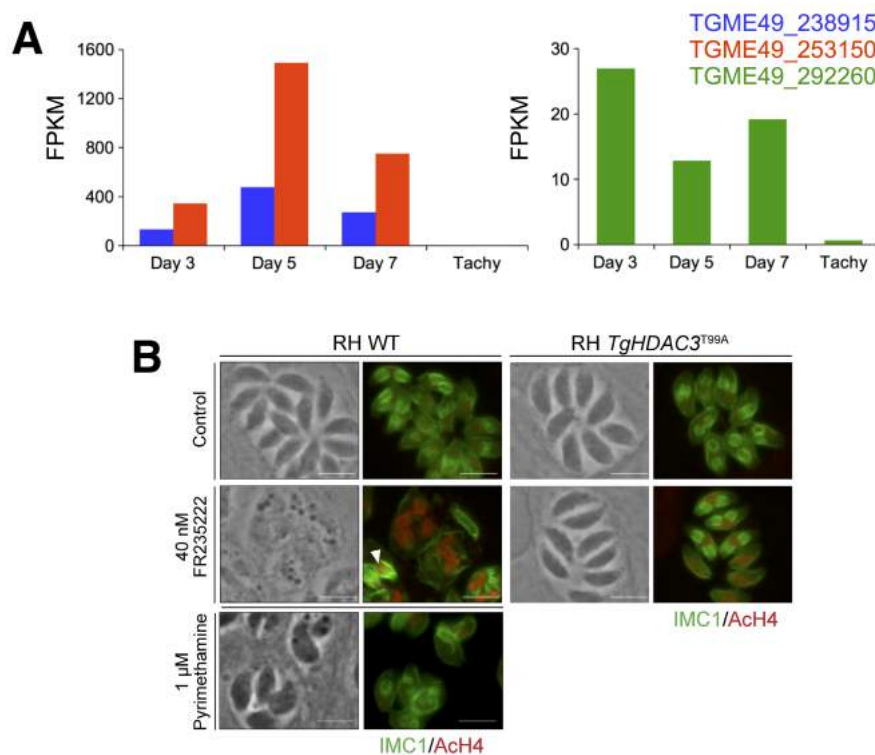 A
TGME49_238915
TGME49_253150
TGME49_292260
FPKM
1600
1200
800
400
0
Day 3 Day 5 Day 7 Tachy
FPKM
30
20
10
0
Day 3 Day 5 Day 7 Tachy
B
RH WT
RH TgHDAC3T99A
Control
40 nM
FR235222
1 µM
Pyrimethamine
IMC1/AcH4
IMC1/AcH4